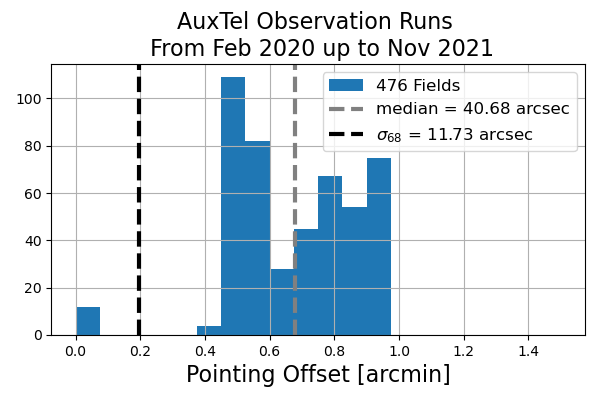 AuxTel Observation Runs
From Feb 2020 up to Nov 2021
476 Fields
median = 40.68 arcsec
σ68 = 11.73 arcsec
100
80
60
40
20
0
0.0 0.2 0.4 0.6 0.8 1.0 1.2 1.4
Pointing Offset [arcmin]